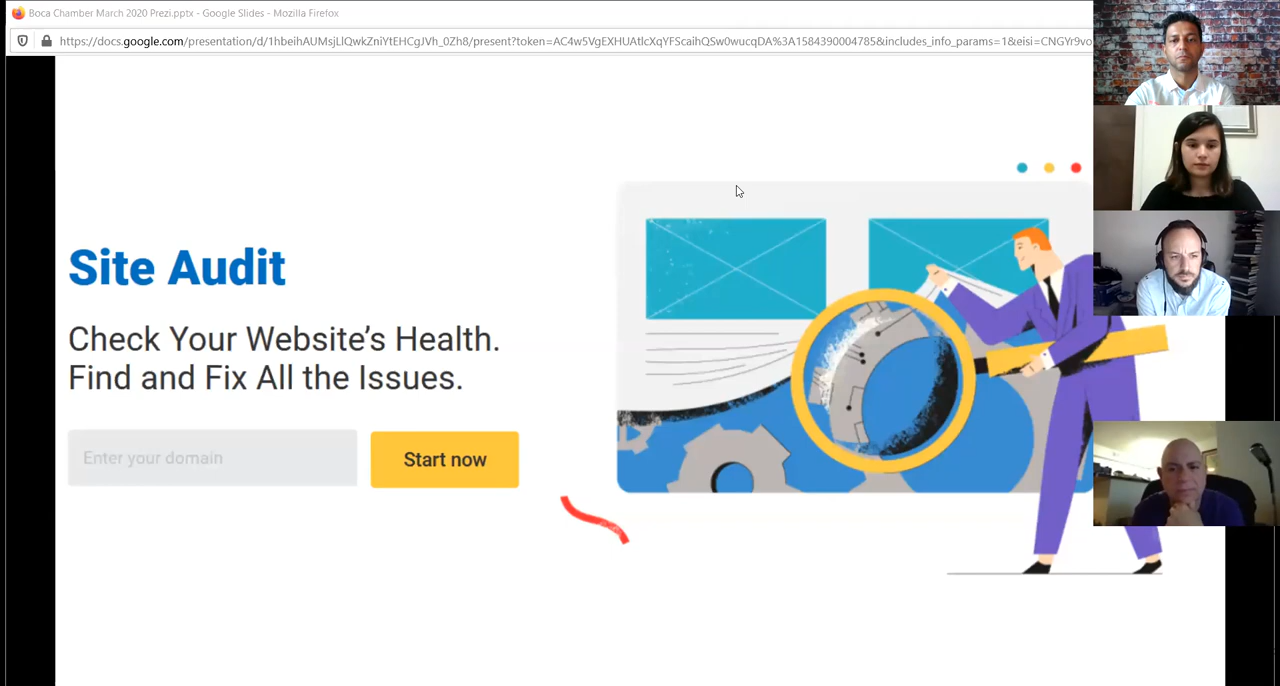 Boca Chamber March 2020 Prezi.pptx - Google Slides - Mozilla Firefox
https://docs.google.com/presentation/d/1hbeihAUMsjLlQwkZniYtEHCgJVh_0Zh8/present?token=AC4w5VgEXHUAtlcXqYFScaihQSw0wucqDA%3A1584390004785&includes_info_params=1&eisi=CNGYr9vo
Site Audit
Check Your Website’s Health.
Find and Fix All the Issues.
Enter your domain
Start now